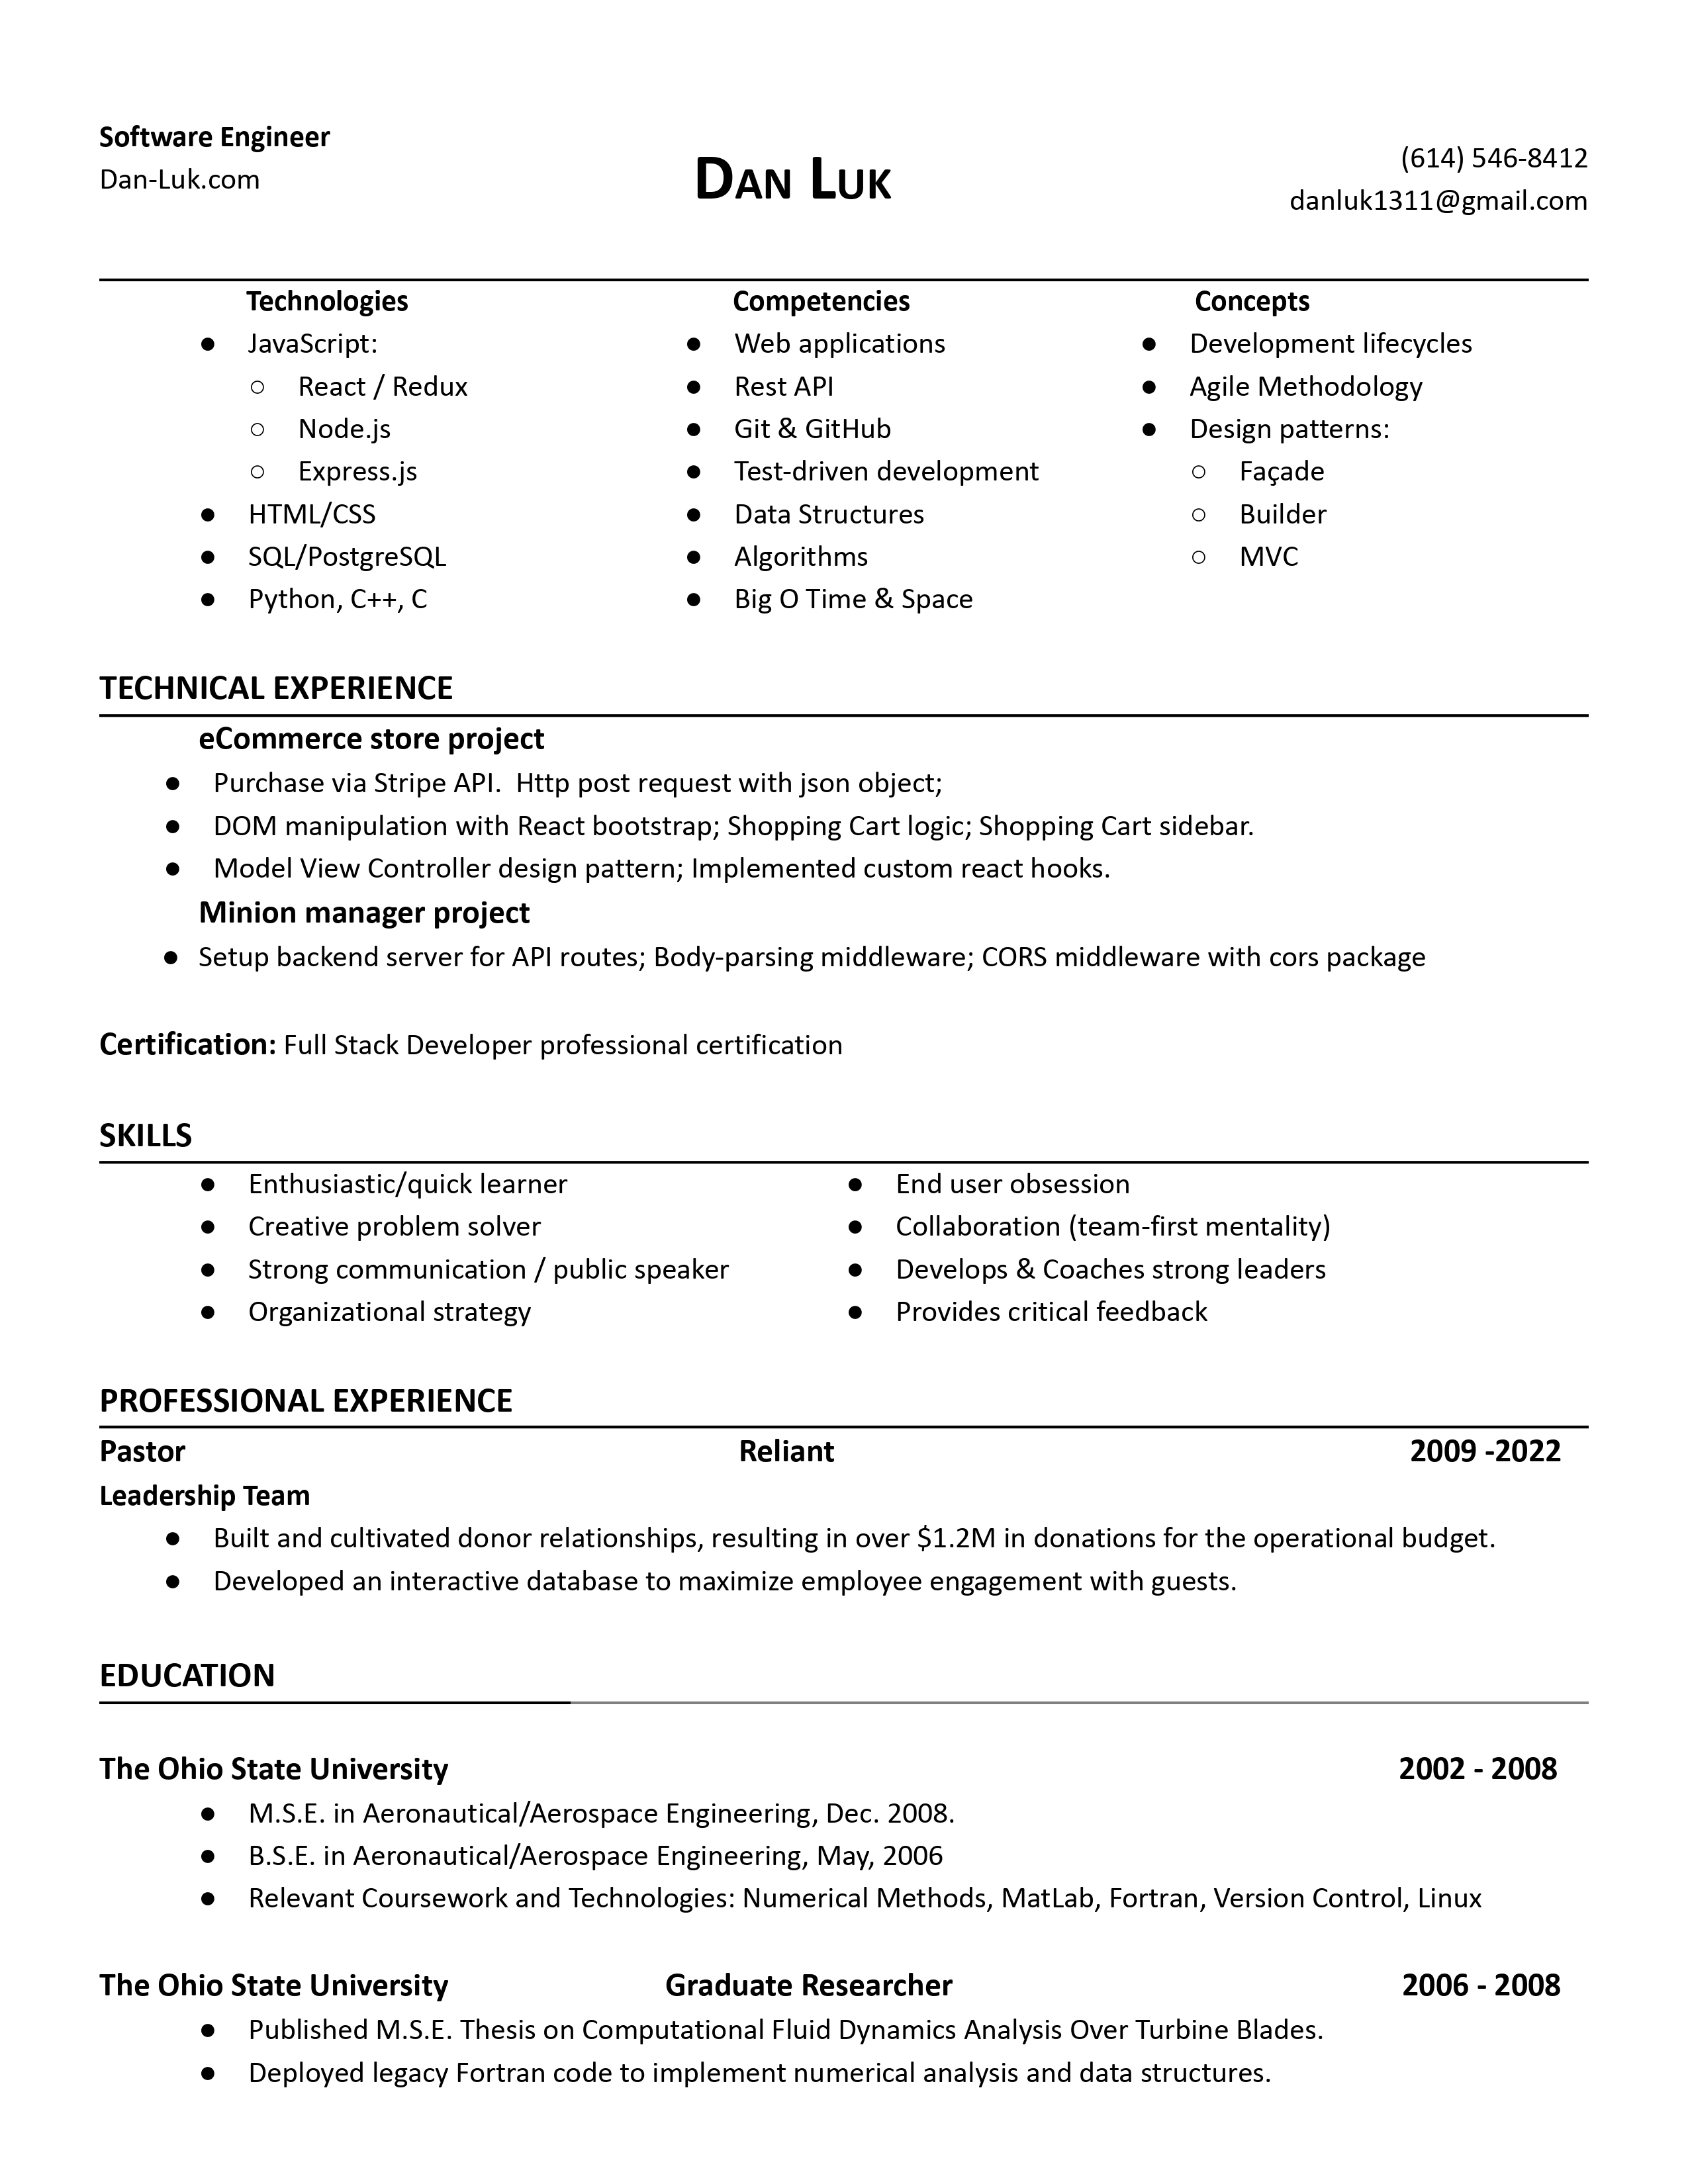 Software Engineer
Dan-Luk.com
DAN LUK
(614) 546-8412
danluk1311@gmail.com
Technologies
● JavaScript:
○ React / Redux
○ Node.js
○ Express.js
● HTML/CSS
● SQL/PostgreSQL
● Python, C++, C
Competencies
● Web applications
● Rest API
● Git & GitHub
● Test-driven development
● Data Structures
● Algorithms
● Big O Time & Space
Concepts
● Development lifecycles
● Agile Methodology
● Design patterns:
○ Façade
○ Builder
○ MVC
TECHNICAL EXPERIENCE
eCommerce store project
● Purchase via Stripe API.  Http post request with json object;
● DOM manipulation with React bootstrap; Shopping Cart logic; Shopping Cart sidebar.
● Model View Controller design pattern; Implemented custom react hooks.
Minion manager project
● Setup backend server for API routes; Body-parsing middleware; CORS middleware with cors package
Certification: Full Stack Developer professional certification
SKILLS
● Enthusiastic/quick learner
● Creative problem solver
● Strong communication / public speaker
● Organizational strategy
● End user obsession
● Collaboration (team-first mentality)
● Develops & Coaches strong leaders
● Provides critical feedback
PROFESSIONAL EXPERIENCE
Pastor Reliant 2009 -2022
Leadership Team
● Built and cultivated donor relationships, resulting in over $1.2M in donations for the operational budget.
● Developed an interactive database to maximize employee engagement with guests.
EDUCATION
The Ohio State University 2002 - 2008
● M.S.E. in Aeronautical/Aerospace Engineering, Dec. 2008.
● B.S.E. in Aeronautical/Aerospace Engineering, May, 2006
● Relevant Coursework and Technologies: Numerical Methods, MatLab, Fortran, Version Control, Linux
The Ohio State University Graduate Researcher 2006 - 2008
● Published M.S.E. Thesis on Computational Fluid Dynamics Analysis Over Turbine Blades.
● Deployed legacy Fortran code to implement numerical analysis and data structures.